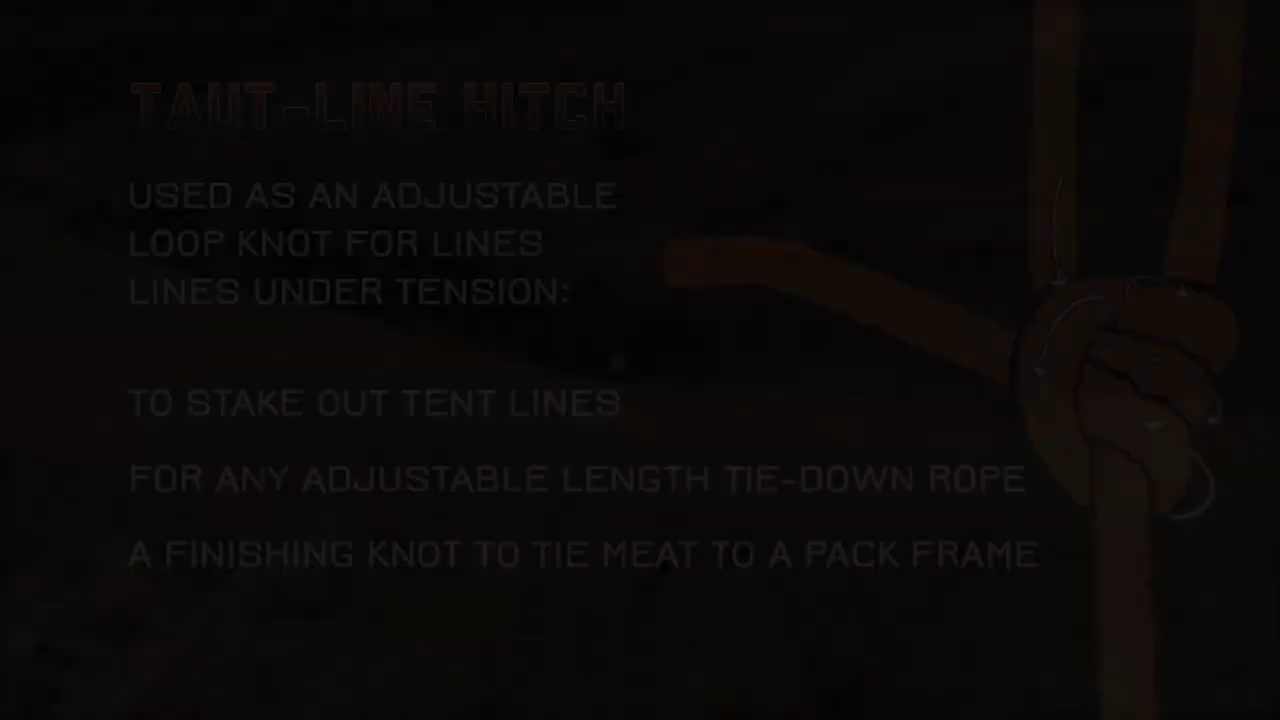 TAUT-LINE HITCH
USED AS AN ADJUSTABLE
LOOP KNOT FOR LINES
LINES UNDER TENSION:
TO STAKE OUT TENT LINES
FOR ANY ADJUSTABLE LENGTH TIE-DOWN ROPE
A FINISHING KNOT TO TIE MEAT TO A PACK FRAME